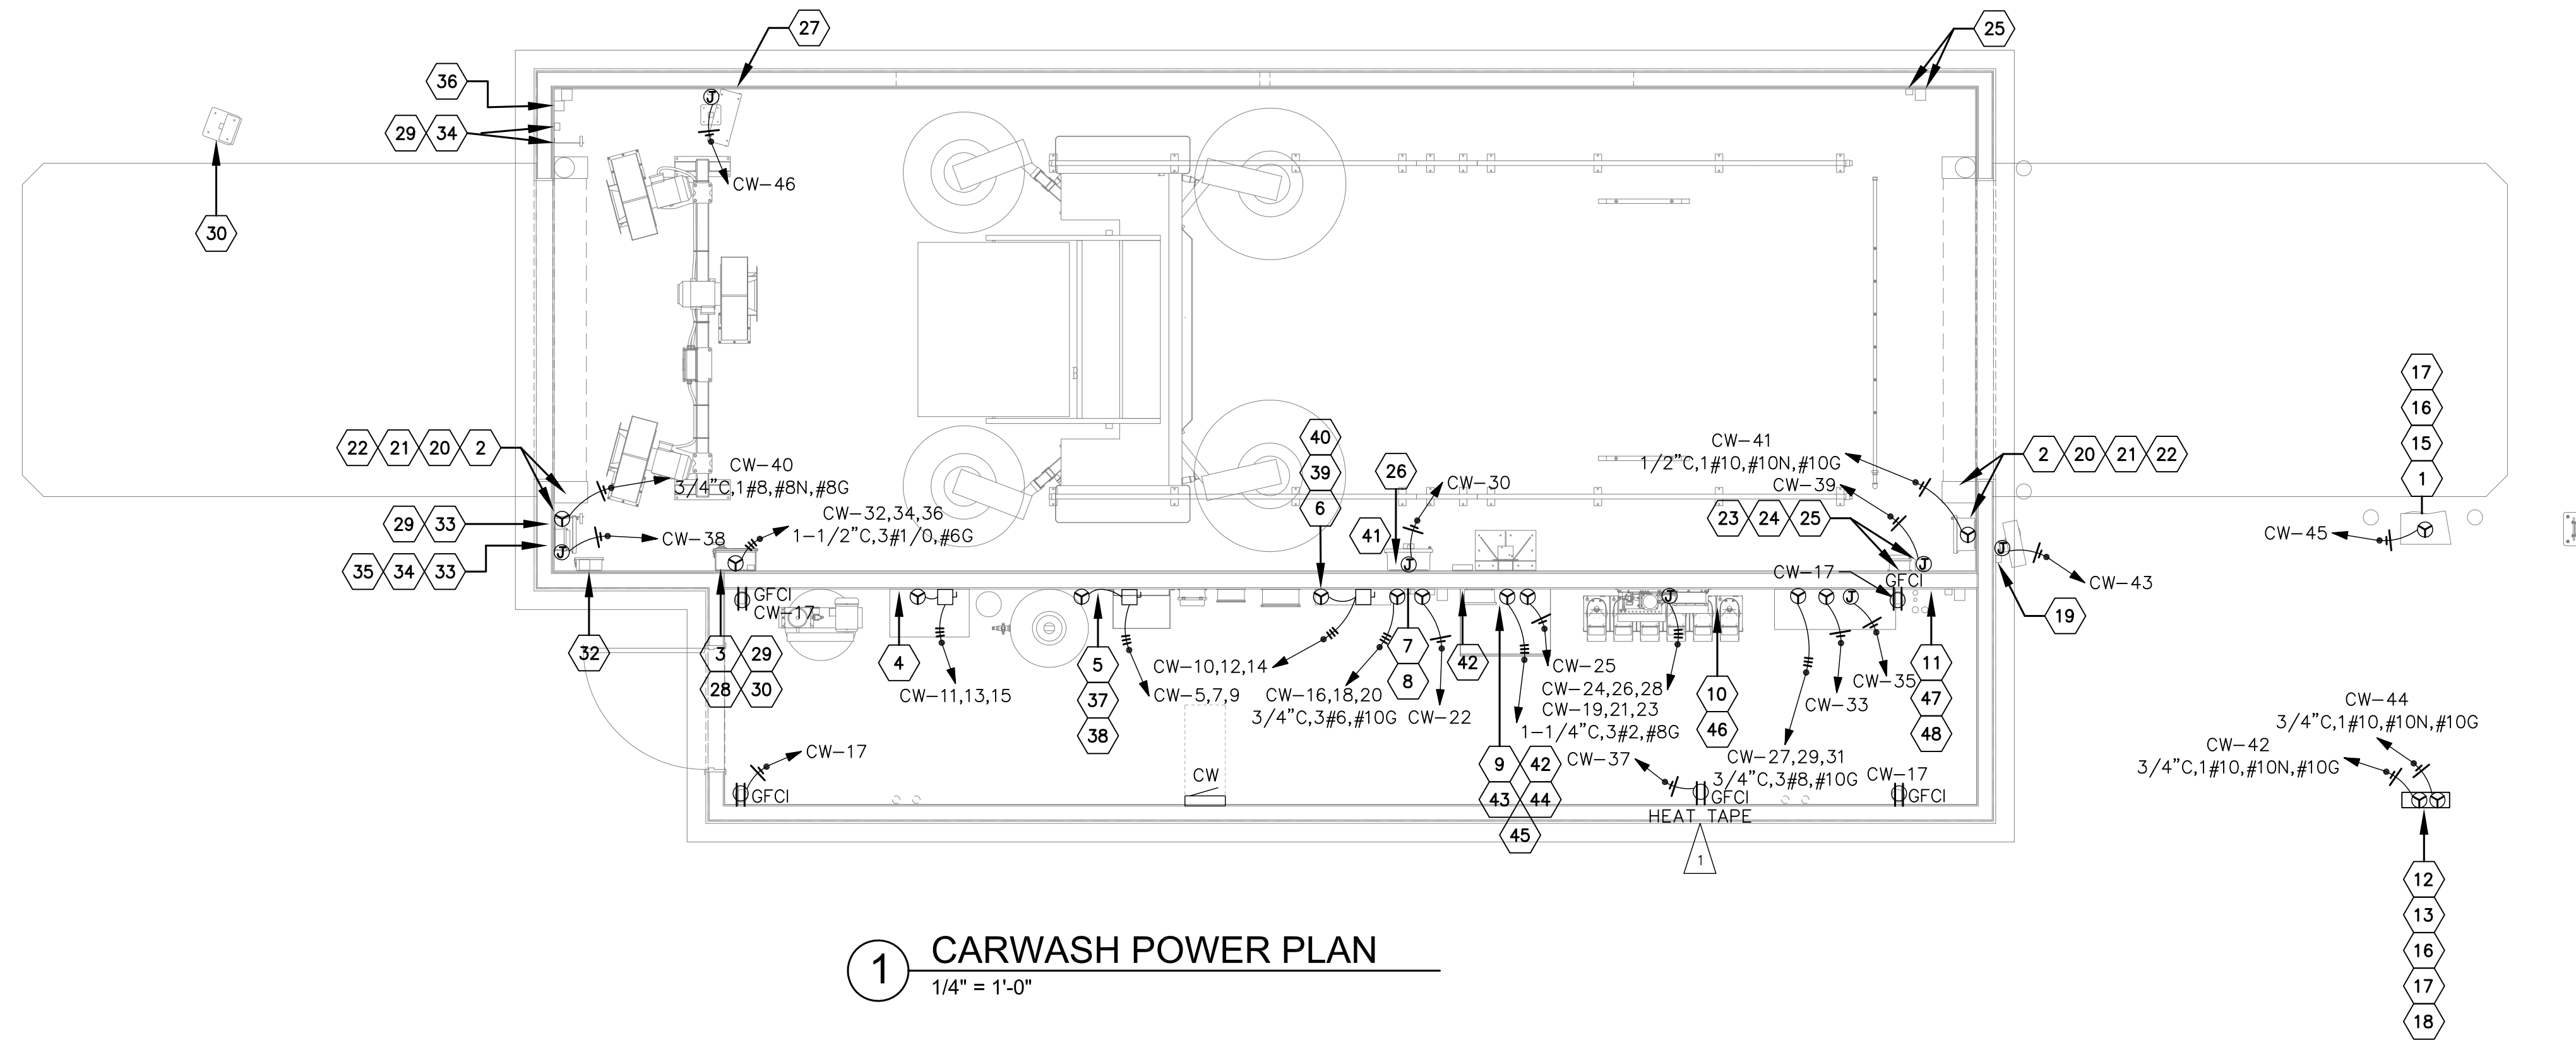 27
25
36
29 34
CW-46
30
17
16
15
1
40
39
6
CW-41
1/2"C,1#10,#10N,#10G
22 21 20 2
CW-40
3/4"C,1#8,#8N,#8G
26
CW-30
CW-39
2 20 21 22
29 33
CW-32,34,36
1-1/2"C,3#1/0,#6G
41
23 24 25
CW-45
CW-38
35 34 33
CW-17
GFCI
CW-43
GFCI
CW-17
19
32
3 29
28 30
4
5
37
38
CW-10,12,14
7
8
42
CW-25
11
47
48
CW-11,13,15
CW-5,7,9
CW-16,18,20
3/4"C,3#6,#10G
CW-22
CW-24,26,28
CW-19,21,23
1-1/4"C,3#2,#8G
10
46
CW-35
CW-33
CW-44
3/4"C,1#10,#10N,#10G
CW-42
3/4"C,1#10,#10N,#10G
CW-17
GFCI
CW
9 42
43 44
45
CW-37
CW-27,29,31
3/4"C,3#8,#10G
CW-17
GFCI
GFCI
HEAT TAPE
1
12
13
16
17
18
J
J
J
J
J
J
J
1 CARWASH POWER PLAN
1/4" = 1'-0"